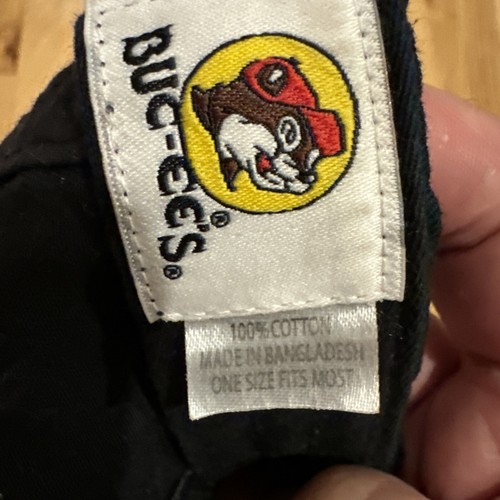 BUC-EE'S®
®
100% COTTON
MADE IN BANGLADESH
ONE SIZE FITS MOST